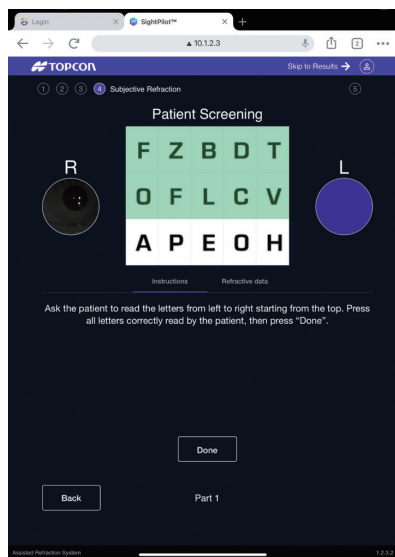 Login
SightPilot™
10.1.2.3
2
TOPCON
Skip to Results →
1 2 3 4 Subjective Refraction 5
Patient Screening
R
L
F Z B D T
O F L C V
A P E O H
Instructions Refractive data
Ask the patient to read the letters from left to right starting from the top. Press
all letters correctly read by the patient, then press “Done”.
Done
Back
Part 1
Assisted Refraction System
1.2.3.2